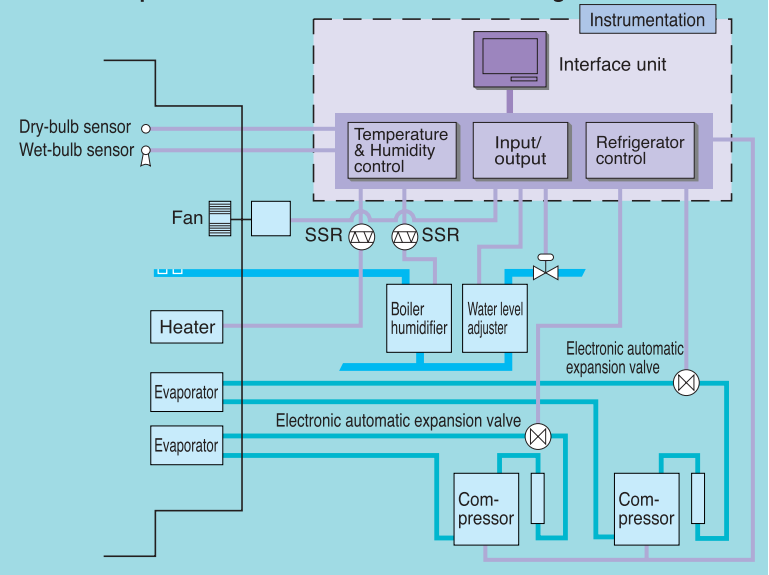 Instrumentation
Interface unit
Temperature
& Humidity
control
Input/
output
Refrigerator
control
Dry-bulb sensor
Wet-bulb sensor
Fan
SSR
SSR
Boiler
humidifier
Water level
adjuster
Heater
Electronic automatic
expansion valve
Evaporator
Electronic automatic expansion valve
Evaporator
Com-
pressor
Com-
pressor